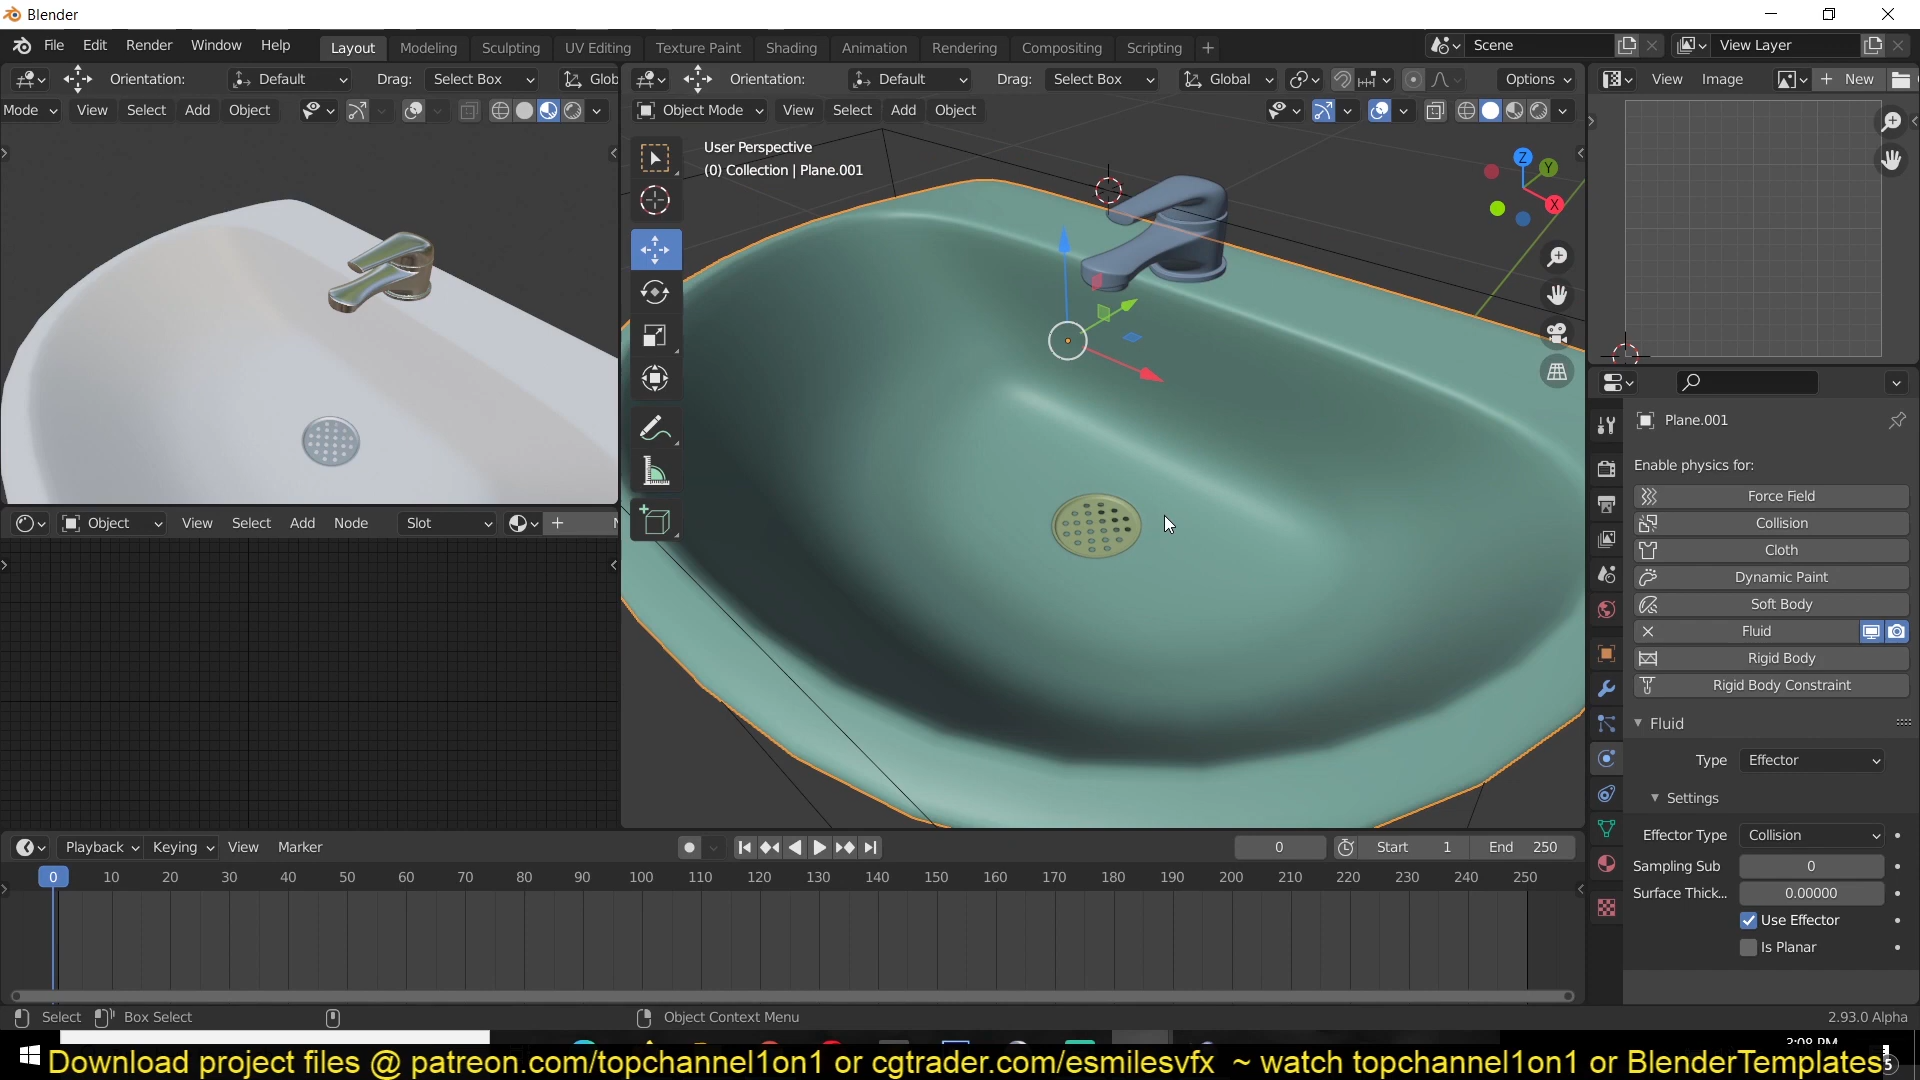 Blender
File Edit Render Window Help Layout Modeling Sculpting UV Editing Texture Paint Shading Animation Rendering Compositing Scripting + Scene View Layer
Orientation: Default Drag: Select Box Glob
Orientation: Default Drag: Select Box Global Options
View Image + New
Mode View Select Add Object
Object Mode View Select Add Object
User Perspective
(0) Collection | Plane.001
Z Y X
Plane.001
Enable physics for:
Force Field
Collision
Cloth
Dynamic Paint
Soft Body
Fluid
Rigid Body
Rigid Body Constraint
Fluid
Type Effector
Settings
Effector Type Collision
Sampling Sub 0
Surface Thick... 0.00000
Use Effector
Is Planar
Object View Select Add Node Slot +
Playback Keying View Marker 0 Start 1 End 250
0 10 20 30 40 50 60 70 80 90 100 110 120 130 140 150 160 170 180 190 200 210 220 230 240 250
Select Box Select Object Context Menu 2.93.0 Alpha
3:08 PM
Download project files @ patreon.com/topchannel1on1 or cgtrader.com/esmilesvfx ~ watch topchannel1on1 or BlenderTemplates